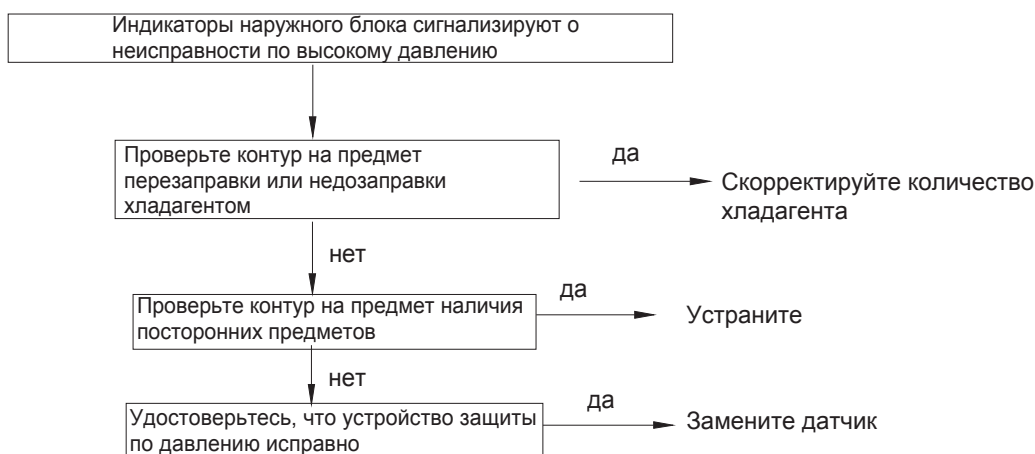 Индикаторы наружного блока сигнализируют о
неисправности по высокому давлению
Проверьте контур на предмет
перезаправки или недозаправки
хладагентом
да
Скорректируйте количество
хладагента
нет
Проверьте контур на предмет наличия
посторонних предметов
да
Устраните
нет
Удостоверьтесь, что устройство защиты
по давлению исправно
да
Замените датчик